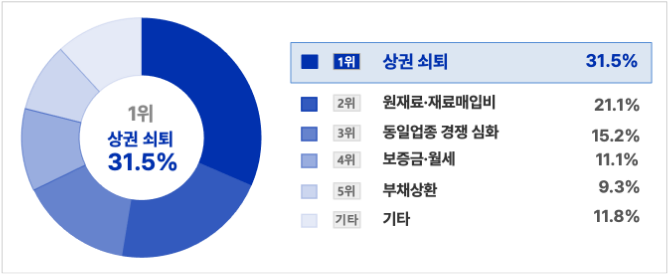 1위
상권 쇠퇴
31.5%
1위 상권 쇠퇴 31.5%
2위 원재료·재료매입비 21.1%
3위 동일업종 경쟁 심화 15.2%
4위 보증금·월세 11.1%
5위 부채상환 9.3%
기타 기타 11.8%